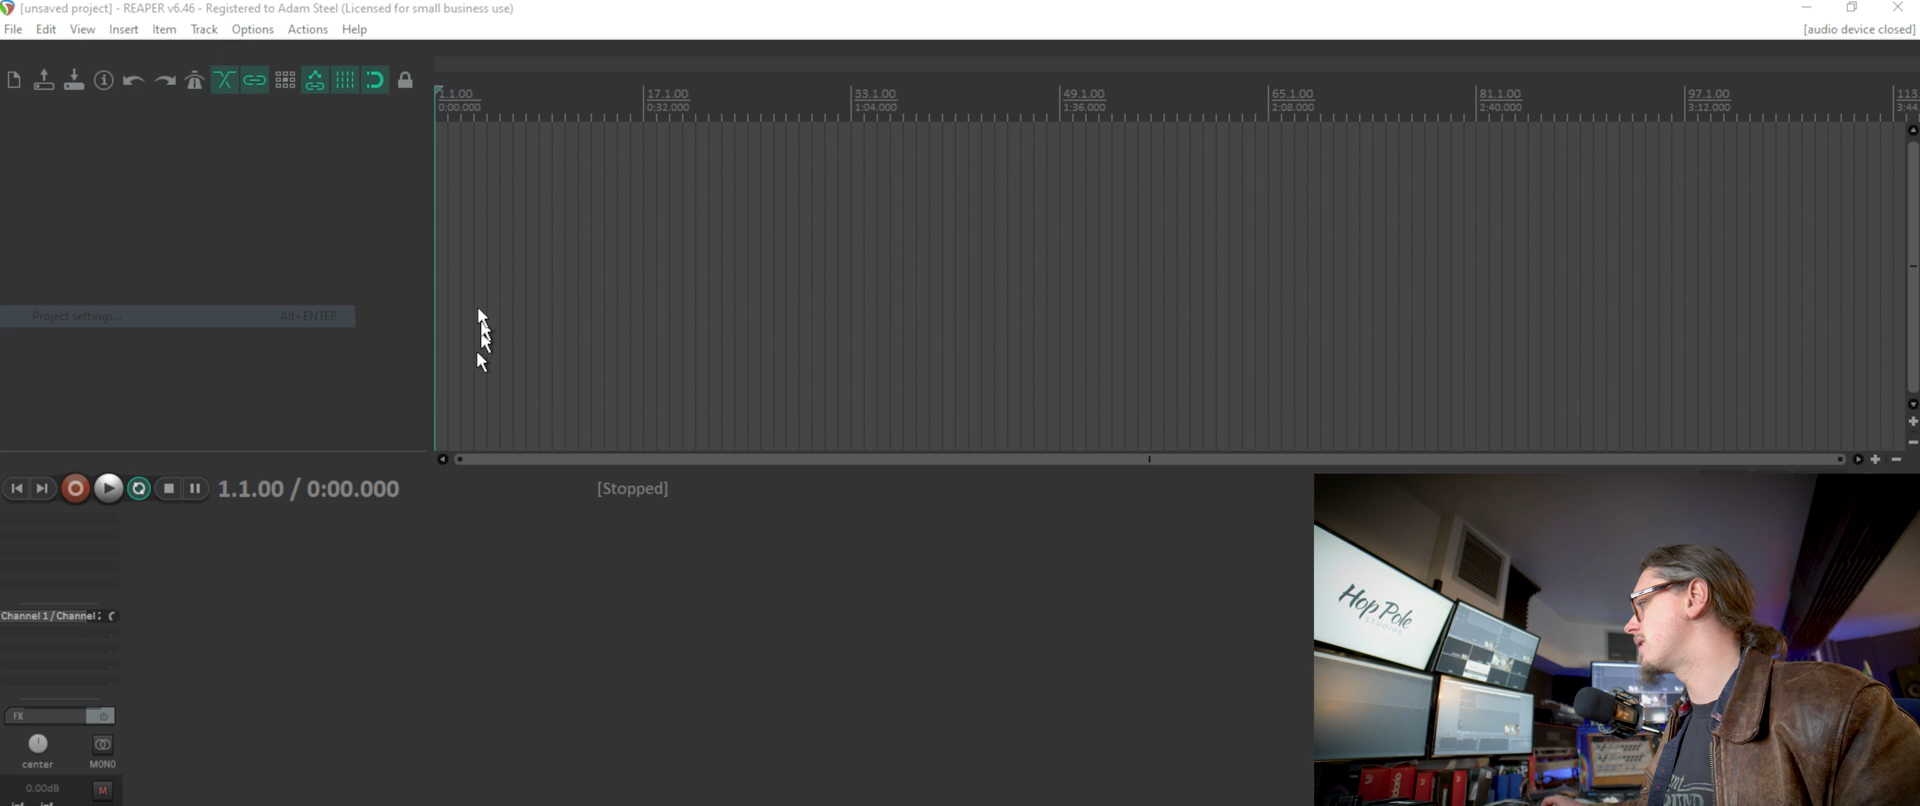 [unsaved project] - REAPER v6.46 - Registered to Adam Steel (Licensed for small business use)
File Edit View Insert Item Track Options Actions Help
[audio device closed]
1.1.00 17.1.00 33.1.00 49.1.00 65.1.00 81.1.00 97.1.00 113
0:00.000 0:32.000 1:04.000 1:36.000 2:08.000 2:40.000 3:12.000 3:44
Project settings... Alt+ENTER
1.1.00 / 0:00.000
[Stopped]
Channel 1 / Channel
FX
center MONO
0.00dB M
Hop Pole
STUDIOS